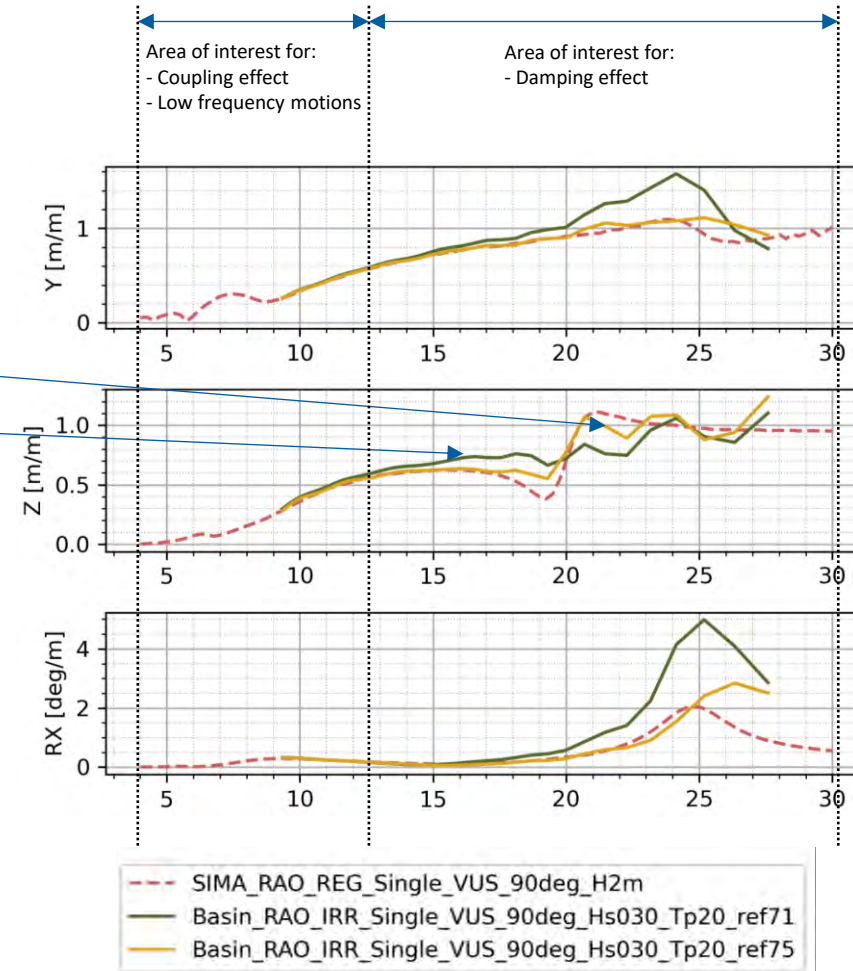 Area of interest for:
- Coupling effect
- Low frequency motions
Area of interest for:
- Damping effect
Y [m/m]
1
0
5 10 15 20 25 30
Z [m/m]
1.0
0.5
0.0
5 10 15 20 25 30
RX [deg/m]
4
2
0
5 10 15 20 25 30
SIMA_RAO_REG_Single_VUS_90deg_H2m
Basin_RAO_IRR_Single_VUS_90deg_Hs030_Tp20_ref71
Basin_RAO_IRR_Single_VUS_90deg_Hs030_Tp20_ref75